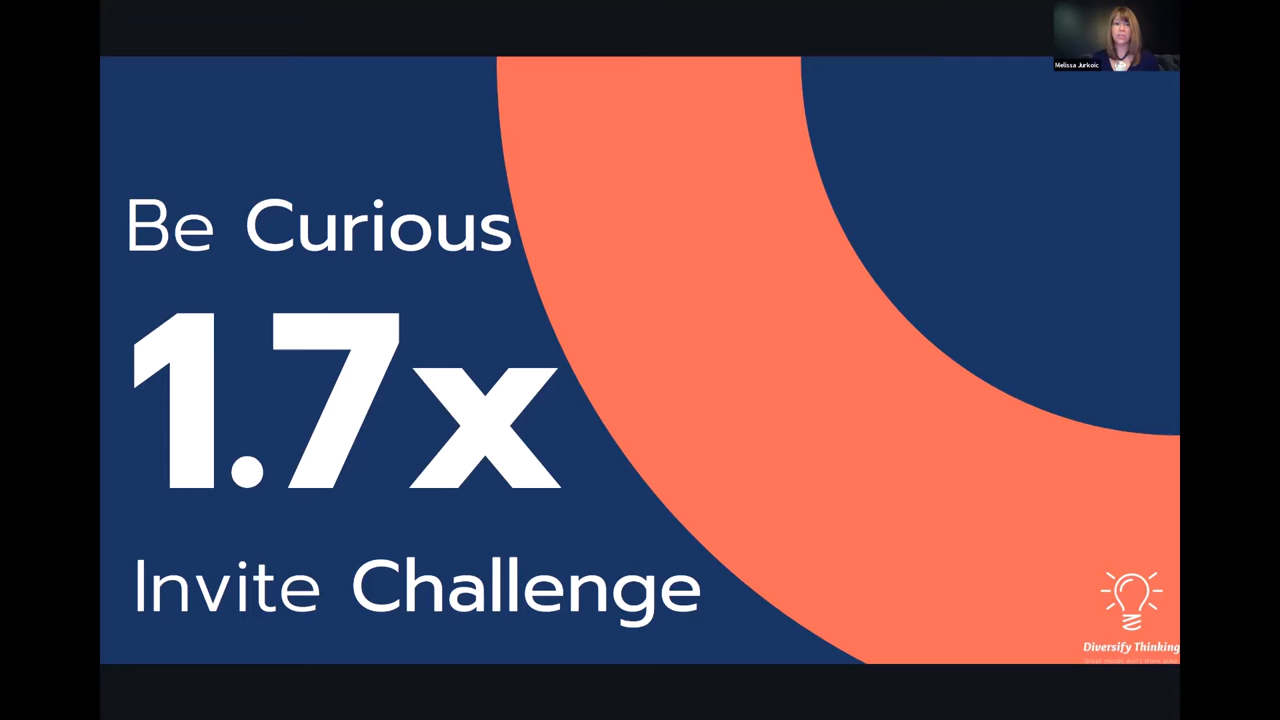 Melissa Jurkoic
Be Curious
1.7x
Invite Challenge
Diversify Thinking